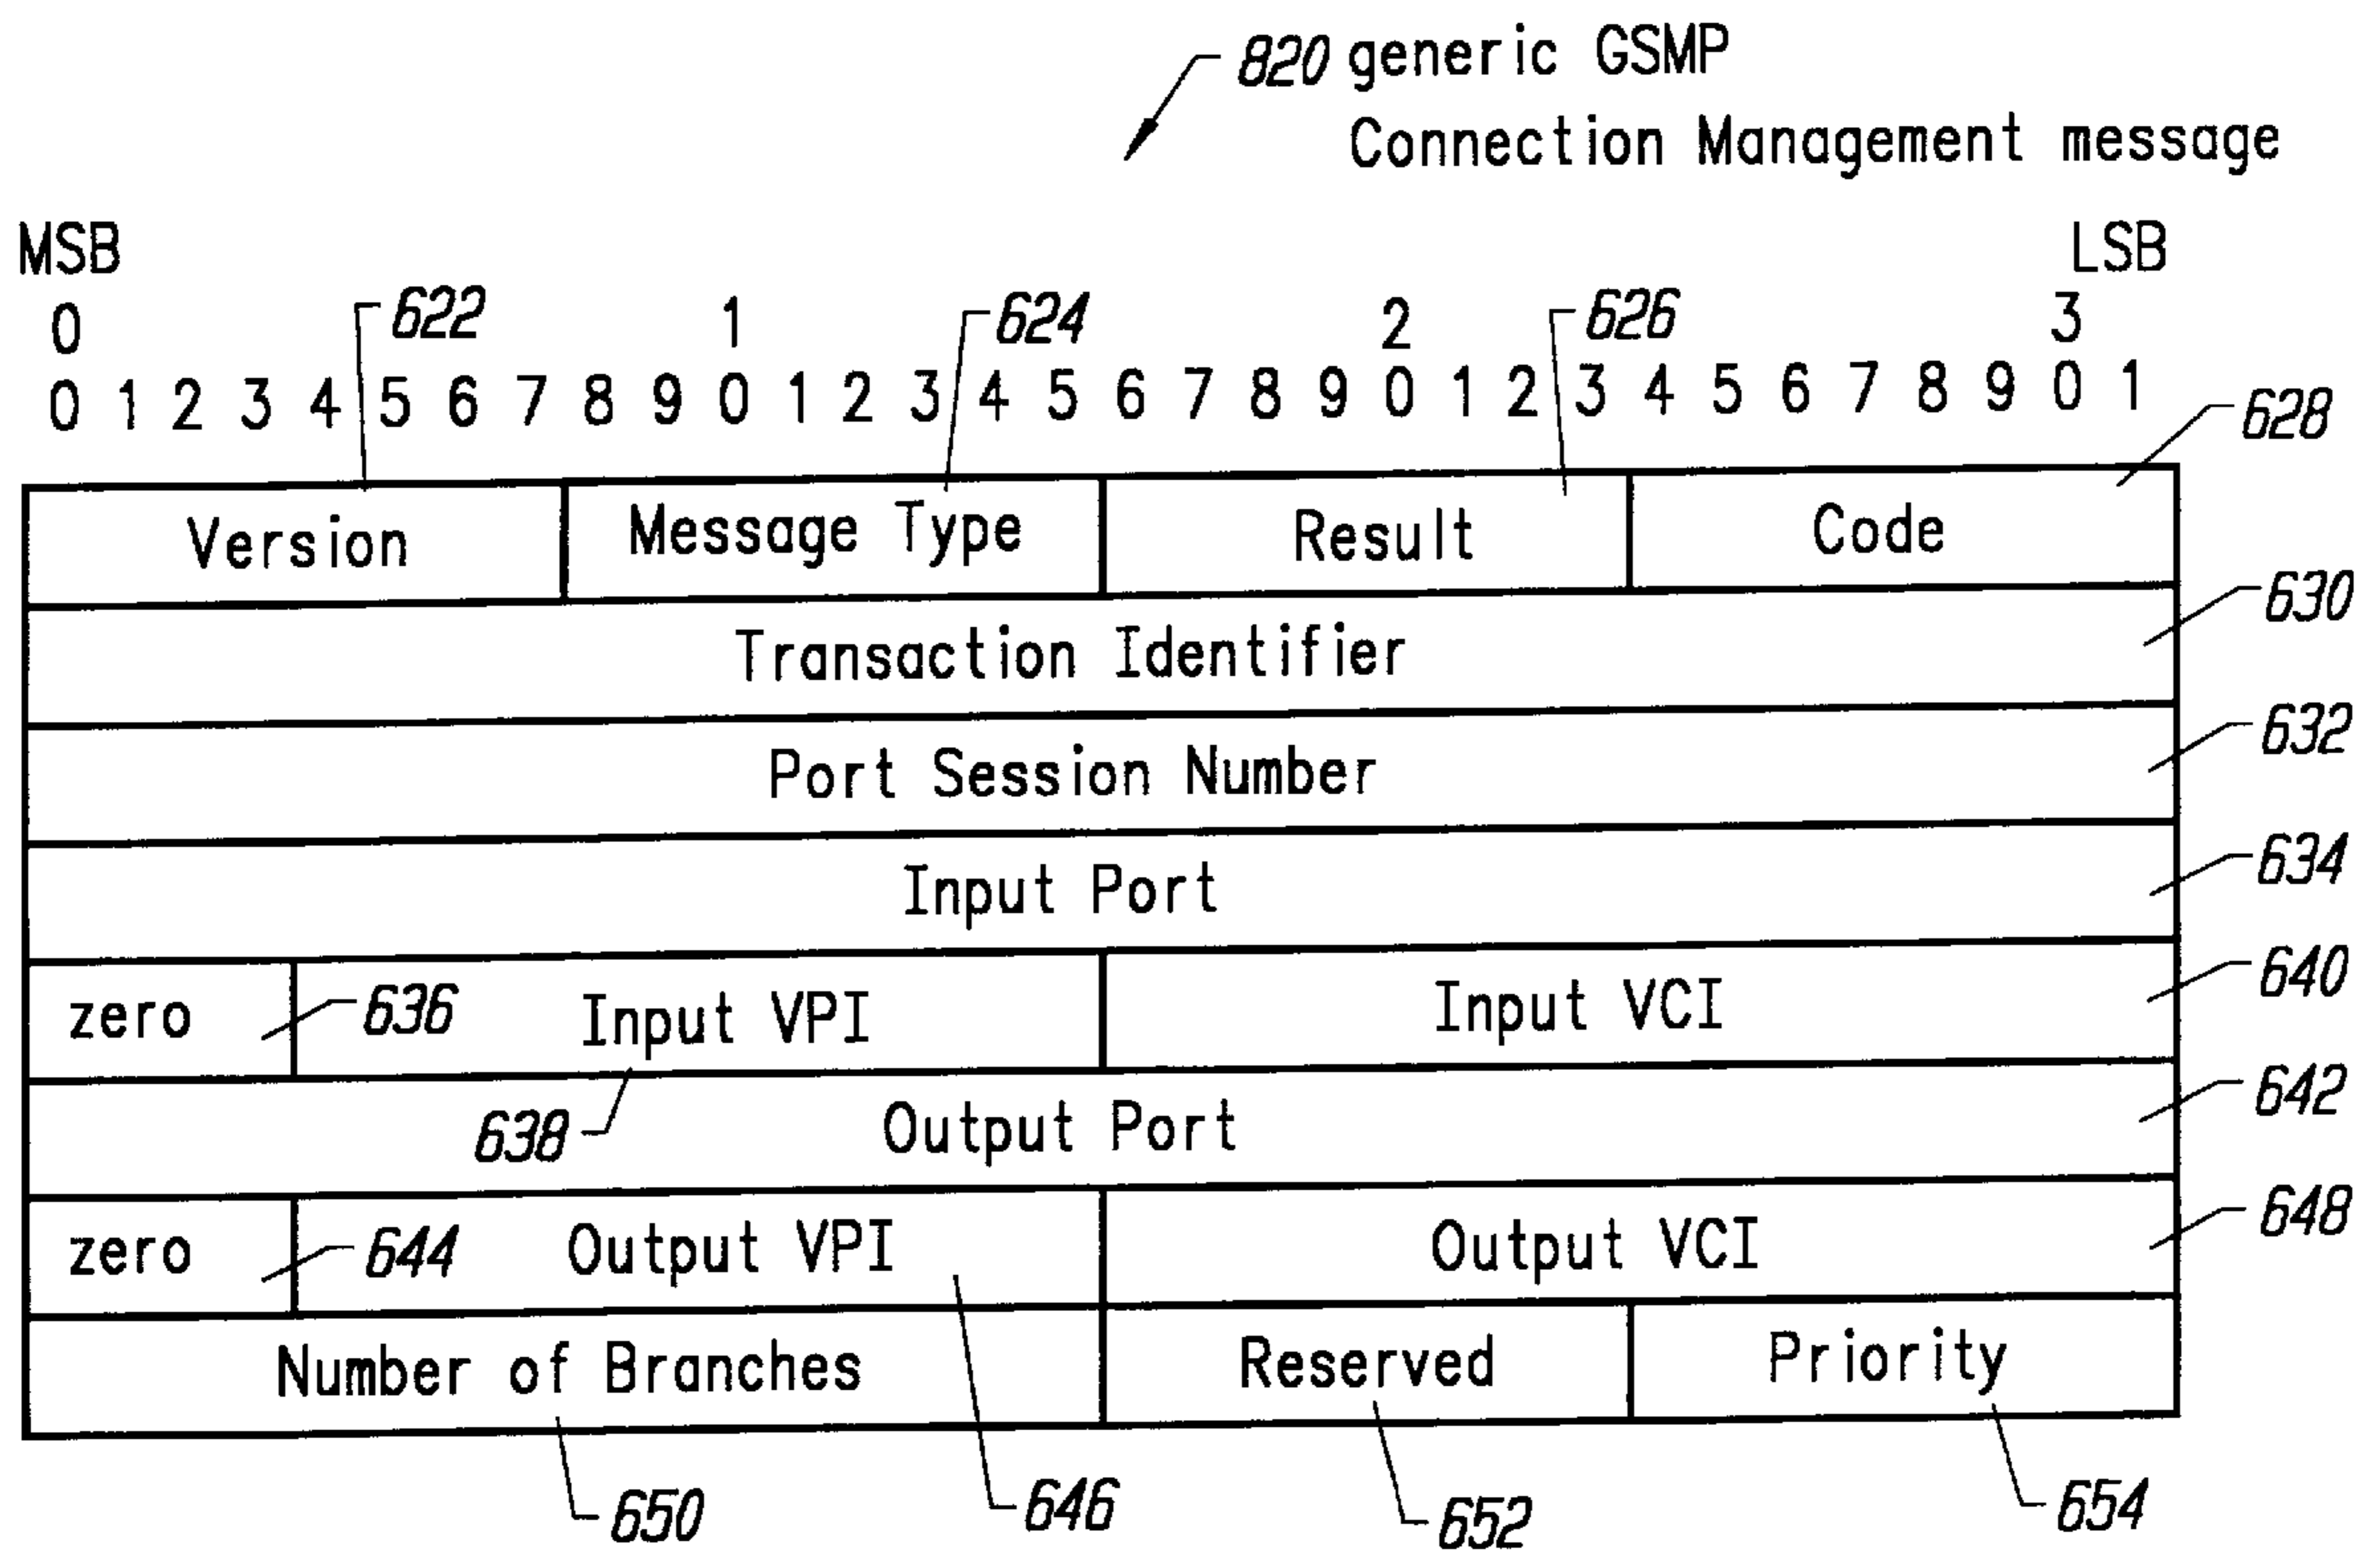 820 generic GSMP
Connection Management message
MSB LSB
622 624 626
0 1 2 3
0 1 2 3 4 5 6 7 8 9 0 1 2 3 4 5 6 7 8 9 0 1 2 3 4 5 6 7 8 9 0 1
628
Version Message Type Result Code
630
Transaction Identifier
632
Port Session Number
634
Input Port
640
zero 636 Input VPI Input VCI
642
638 Output Port
648
zero 644 Output VPI Output VCI
Number of Branches Reserved Priority
650 646 652 654